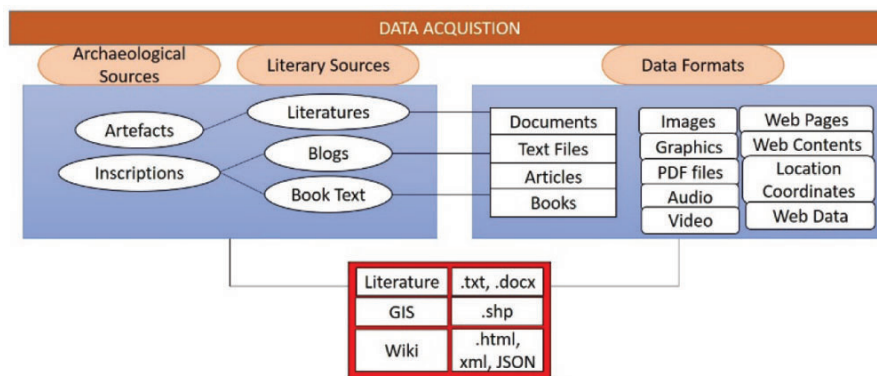 DATA ACQUISTION
Archaeological
Sources
Literary Sources
Data Formats
Artefacts
Inscriptions
Literatures
Blogs
Book Text
Documents
Text Files
Articles
Books
Images
Graphics
PDF files
Audio
Video
Web Pages
Web Contents
Location
Coordinates
Web Data
Literature
.txt, .docx
GIS
.shp
Wiki
.html,
xml, JSON